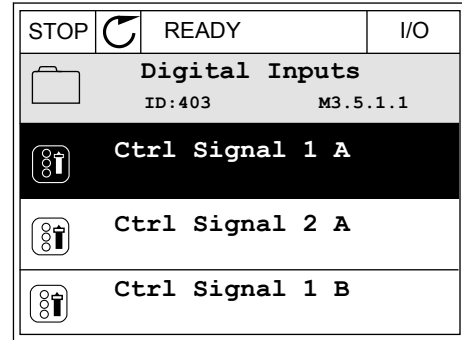 STOP READY I/O
Digital Inputs
ID:403 M3.5.1.1
Ctrl Signal 1 A
Ctrl Signal 2 A
Ctrl Signal 1 B